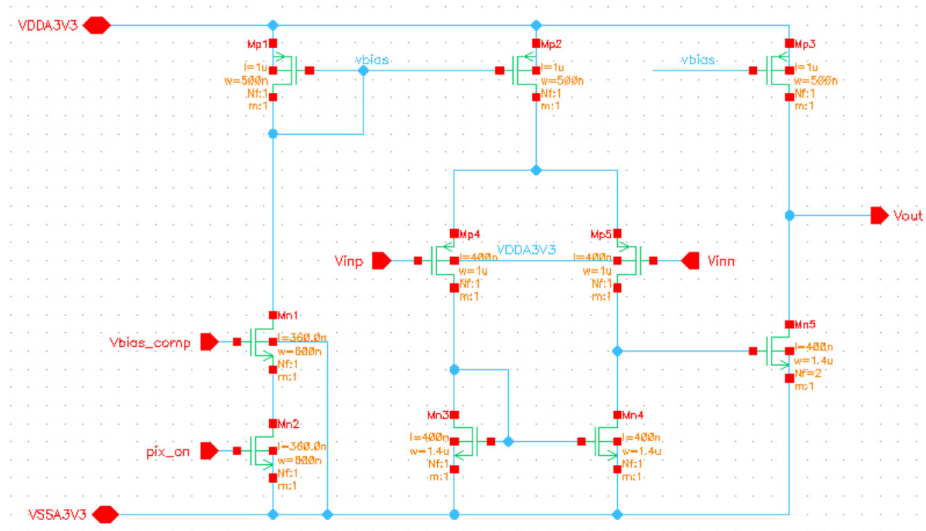 VDDA3V3
Mp1
l=1u
w=500n
Nf:1
m:1
vbias
Mp2
l=1u
w=500n
Nf:1
m:1
vbias
Mp3
l=1u
w=500n
Nf:1
m:1
Vout
Vinp
Mp4
l=400n
w=1u
Nf:1
m:1
VDDA3V3
Mp5
l=400n
w=1u
Nf:1
m:1
Vinn
Vbias_comp
Mn1
l=360.0n
Nf:1
m:1
pix_on
Mn2
l=360.0n
Nf:1
m:1
Mn3
l=400n
w=1.4u
Nf:1
m:1
Mn4
l=400n
w=1.4u
Nf:1
m:1
Mn5
l=400n
w=1.4u
Nf=2
m:1
VSSA3V3